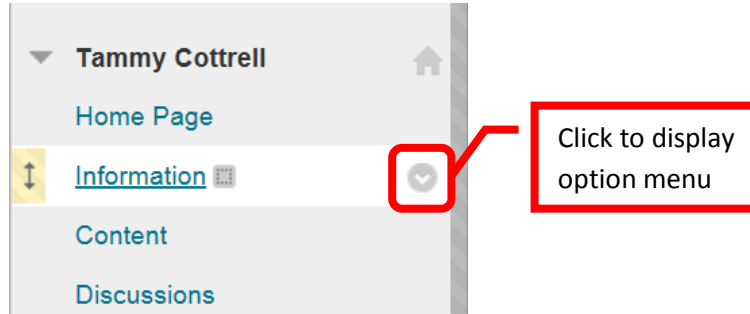 Tammy Cottrell
Home Page
Information
Content
Discussions
Click to display
option menu